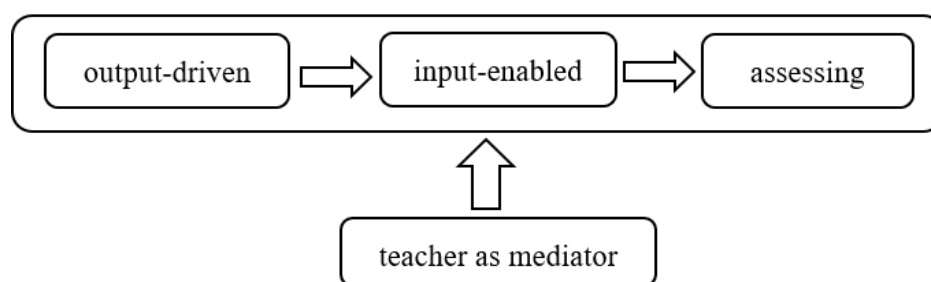 output-driven
input-enabled
assessing
teacher as mediator